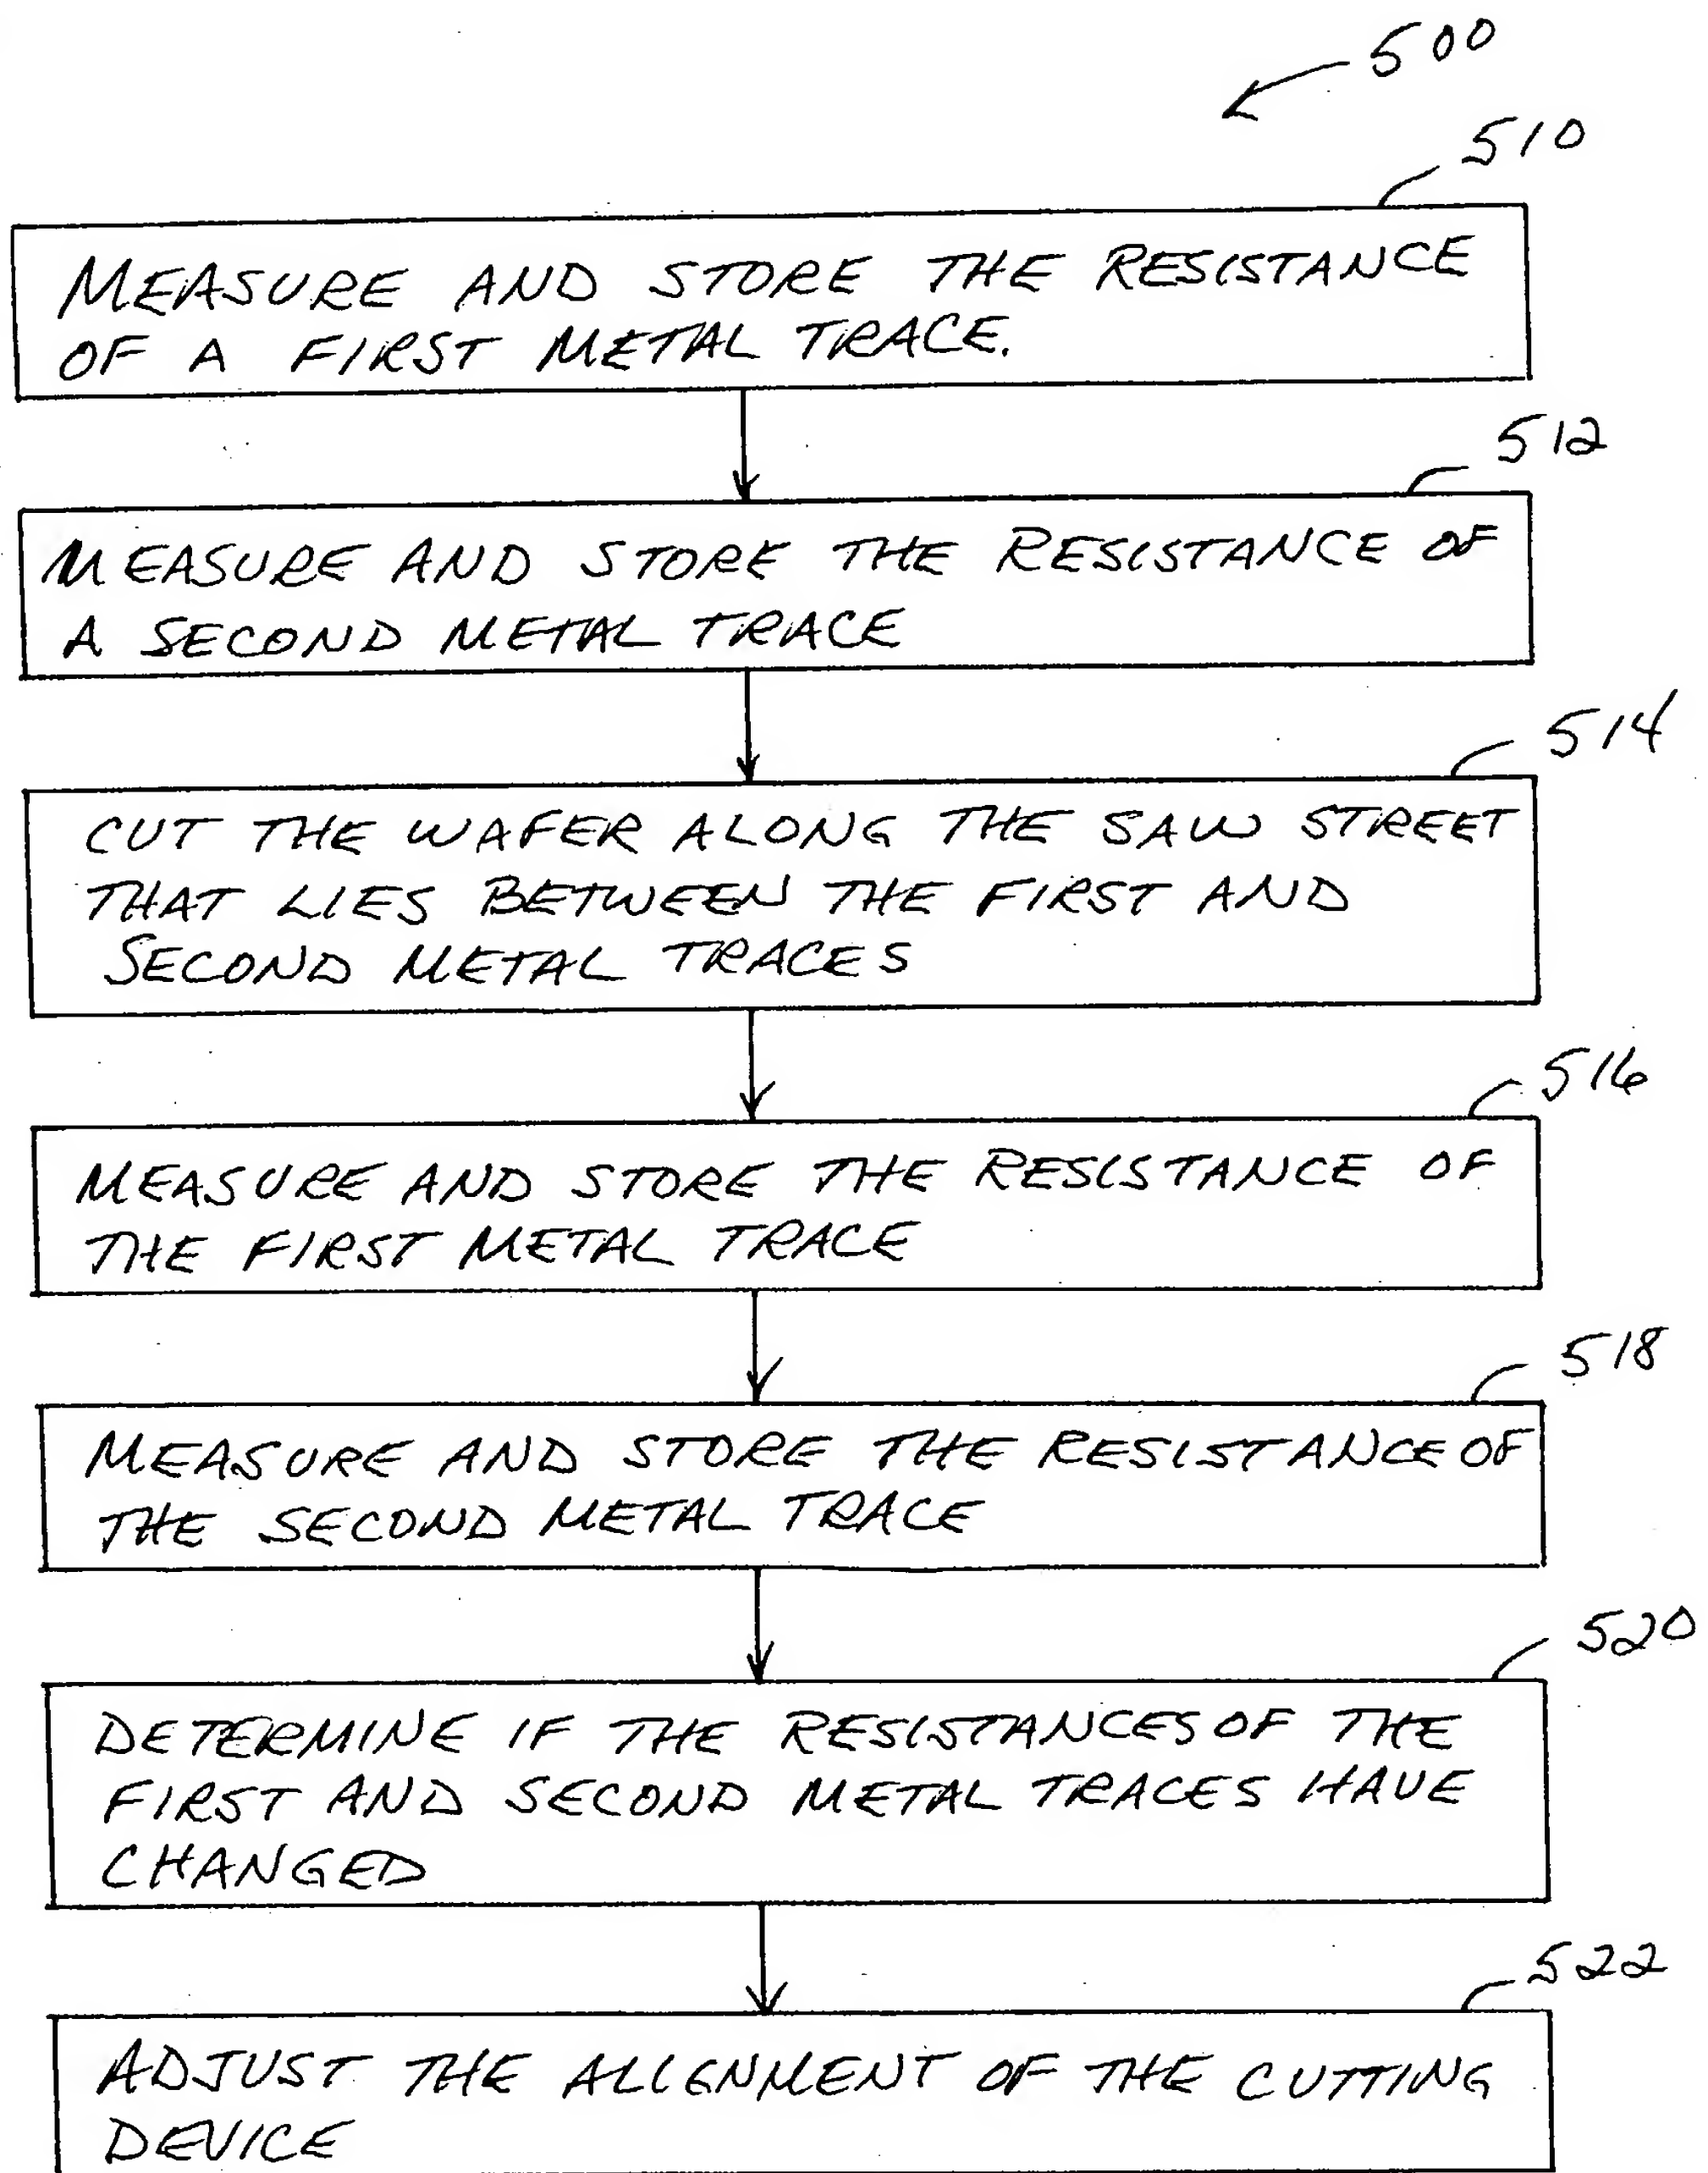 500
510
MEASURE AND STORE THE RESISTANCE
OF A FIRST METAL TRACE.
512
MEASURE AND STORE THE RESISTANCE OF
A SECOND METAL TRACE
514
CUT THE WAFER ALONG THE SAW STREET
THAT LIES BETWEEN THE FIRST AND
SECOND METAL TRACES
516
MEASURE AND STORE THE RESISTANCE OF
THE FIRST METAL TRACE
518
MEASURE AND STORE THE RESISTANCE OF
THE SECOND METAL TRACE
520
DETERMINE IF THE RESISTANCES OF THE
FIRST AND SECOND METAL TRACES HAVE
CHANGED
522
ADJUST THE ALIGNMENT OF THE CUTTING
DEVICE